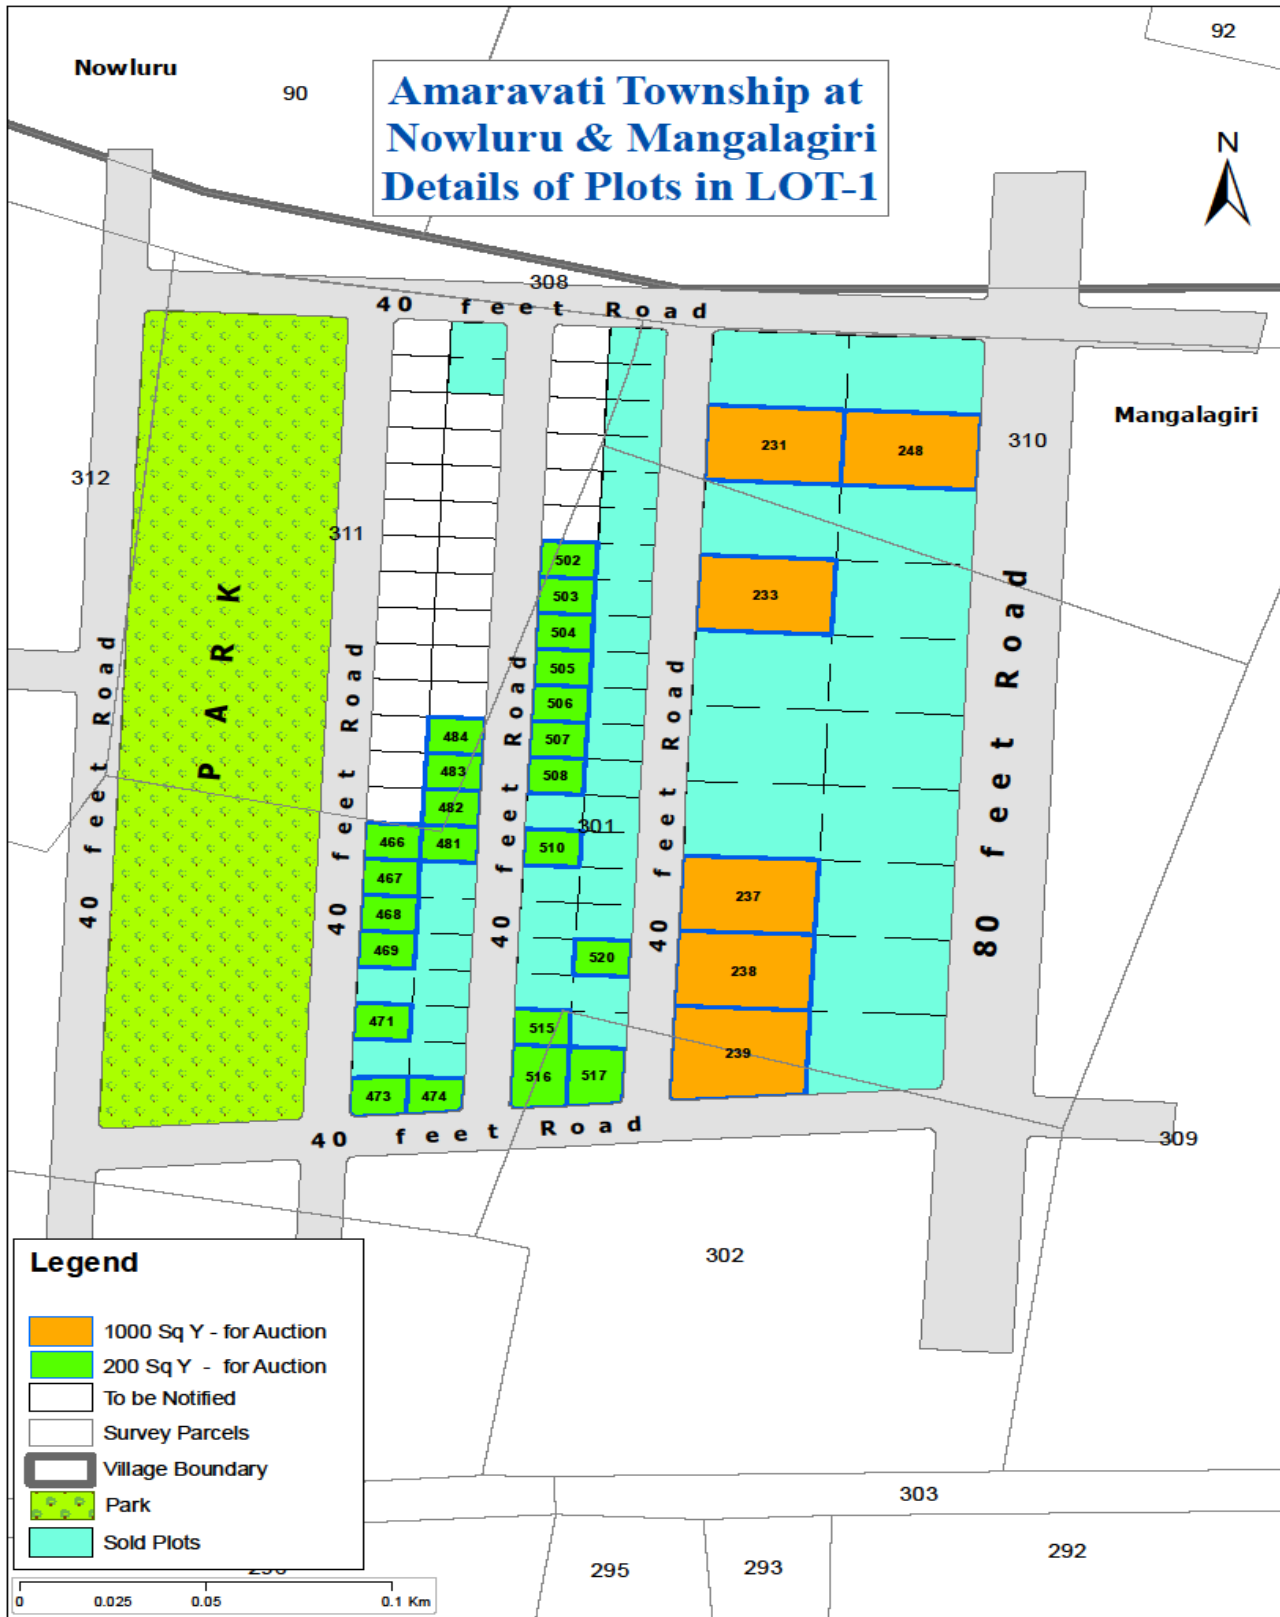 Nowluru
90
92
Amaravati Township at
Nowluru & Mangalagiri
Details of Plots in LOT-1
N
308
40 feet Road
Mangalagiri
231
248
310
312
311
502
503
233
504
505
506
507
508
484
483
482
466
481
467
468
469
471
473
474
301
510
520
515
516
517
237
238
239
PARK
40 feet Road
40 feet Road
40 feet Road
40 feet Road
80 feet Road
40 feet Road
309
302
Legend
1000 Sq Y - for Auction
200 Sq Y - for Auction
To be Notified
Survey Parcels
Village Boundary
Park
Sold Plots
303
292
295
293
0 0.025 0.05 0.1 Km